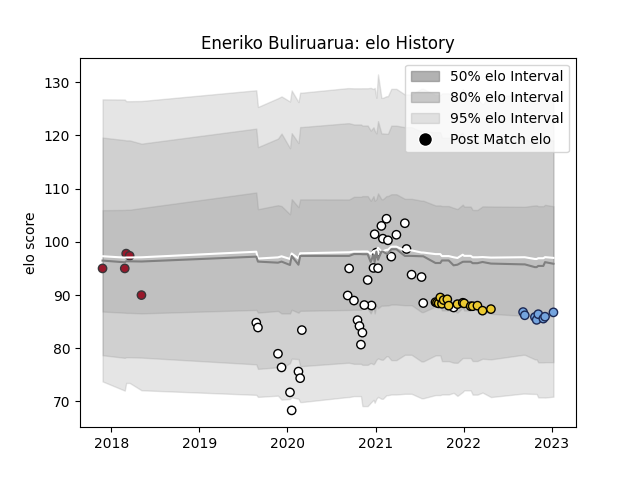 Eneriko Buliruarua: elo History
50% elo Interval
80% elo Interval
95% elo Interval
Post Match elo
elo score
130
120
110
100
90
80
70
2018
2019
2020
2021
2022
2023